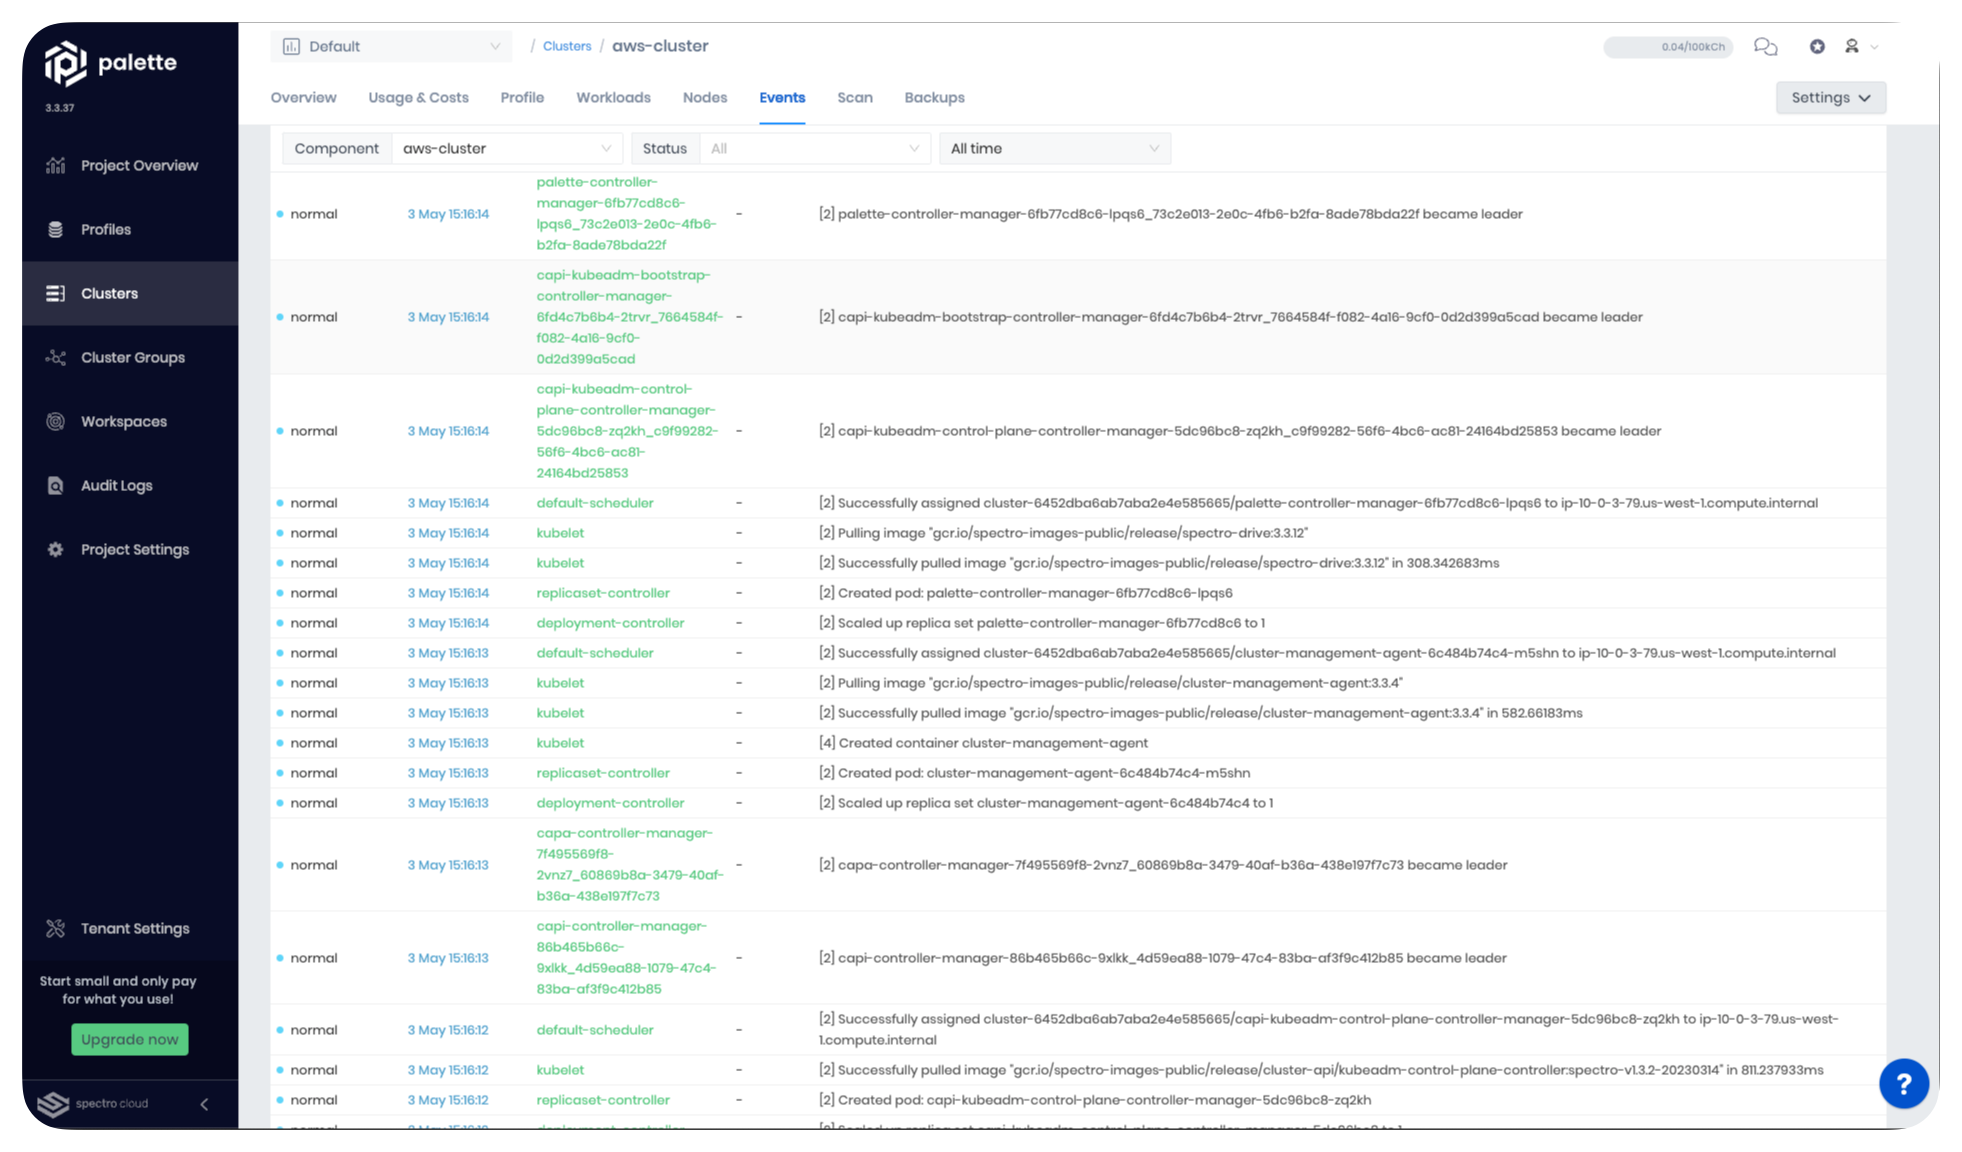 palette
3.3.37
Project Overview
Profiles
Clusters
Cluster Groups
Workspaces
Audit Logs
Project Settings
Tenant Settings
Start small and only pay
for what you use!
Upgrade now
spectro cloud
Default
/ Clusters / aws-cluster
0.04/100kCh
Overview Usage & Costs Profile Workloads Nodes Events Scan Backups
Settings
Component aws-cluster Status All All time
normal 3 May 15:16:14
palette-controller-
manager-6fb77cd8c6-
lpqs6_73c2e013-2e0c-4fb6-
b2fa-8ade78bda22f
- [2] palette-controller-manager-6fb77cd8c6-lpqs6_73c2e013-2e0c-4fb6-b2fa-8ade78bda22f became leader
normal 3 May 15:16:14
capi-kubeadm-bootstrap-
controller-manager-
6fd4c7b6b4-2trvr_7664584f-
f082-4a16-9cf0-
0d2d399a5cad
- [2] capi-kubeadm-bootstrap-controller-manager-6fd4c7b6b4-2trvr_7664584f-f082-4a16-9cf0-0d2d399a5cad became leader
normal 3 May 15:16:14
capi-kubeadm-control-
plane-controller-manager-
5dc96bc8-zq2kh_c9f99282-
56f6-4bc6-ac81-
24164bd25853
- [2] capi-kubeadm-control-plane-controller-manager-5dc96bc8-zq2kh_c9f99282-56f6-4bc6-ac81-24164bd25853 became leader
normal 3 May 15:16:14 default-scheduler - [2] Successfully assigned cluster-6452dba6ab7aba2e4e585665/palette-controller-manager-6fb77cd8c6-lpqs6 to ip-10-0-3-79.us-west-1.compute.internal
normal 3 May 15:16:14 kubelet - [2] Pulling image "gcr.io/spectro-images-public/release/spectro-drive:3.3.12"
normal 3 May 15:16:14 kubelet - [2] Successfully pulled image "gcr.io/spectro-images-public/release/spectro-drive:3.3.12" in 308.342683ms
normal 3 May 15:16:14 replicaset-controller - [2] Created pod: palette-controller-manager-6fb77cd8c6-lpqs6
normal 3 May 15:16:14 deployment-controller - [2] Scaled up replica set palette-controller-manager-6fb77cd8c6 to 1
normal 3 May 15:16:13 default-scheduler - [2] Successfully assigned cluster-6452dba6ab7aba2e4e585665/cluster-management-agent-6c484b74c4-m5shn to ip-10-0-3-79.us-west-1.compute.internal
normal 3 May 15:16:13 kubelet - [2] Pulling image "gcr.io/spectro-images-public/release/cluster-management-agent:3.3.4"
normal 3 May 15:16:13 kubelet - [2] Successfully pulled image "gcr.io/spectro-images-public/release/cluster-management-agent:3.3.4" in 582.66183ms
normal 3 May 15:16:13 kubelet - [4] Created container cluster-management-agent
normal 3 May 15:16:13 replicaset-controller - [2] Created pod: cluster-management-agent-6c484b74c4-m5shn
normal 3 May 15:16:13 deployment-controller - [2] Scaled up replica set cluster-management-agent-6c484b74c4 to 1
normal 3 May 15:16:13
capa-controller-manager-
7f495569f8-
2vnz7_60869b8a-3479-40af-
b36a-438e197f7c73
- [2] capa-controller-manager-7f495569f8-2vnz7_60869b8a-3479-40af-b36a-438e197f7c73 became leader
normal 3 May 15:16:13
capi-controller-manager-
86b465b66c-
9xlkk_4d59ea88-1079-47c4-
83ba-af3f9c412b85
- [2] capi-controller-manager-86b465b66c-9xlkk_4d59ea88-1079-47c4-83ba-af3f9c412b85 became leader
normal 3 May 15:16:12 default-scheduler - [2] Successfully assigned cluster-6452dba6ab7aba2e4e585665/capi-kubeadm-control-plane-controller-manager-5dc96bc8-zq2kh to ip-10-0-3-79.us-west-
1.compute.internal
normal 3 May 15:16:12 kubelet - [2] Successfully pulled image "gcr.io/spectro-images-public/release/cluster-api/kubeadm-control-plane-controller:spectro-v1.3.2-20230314" in 811.237933ms
normal 3 May 15:16:12 replicaset-controller - [2] Created pod: capi-kubeadm-control-plane-controller-manager-5dc96bc8-zq2kh
?